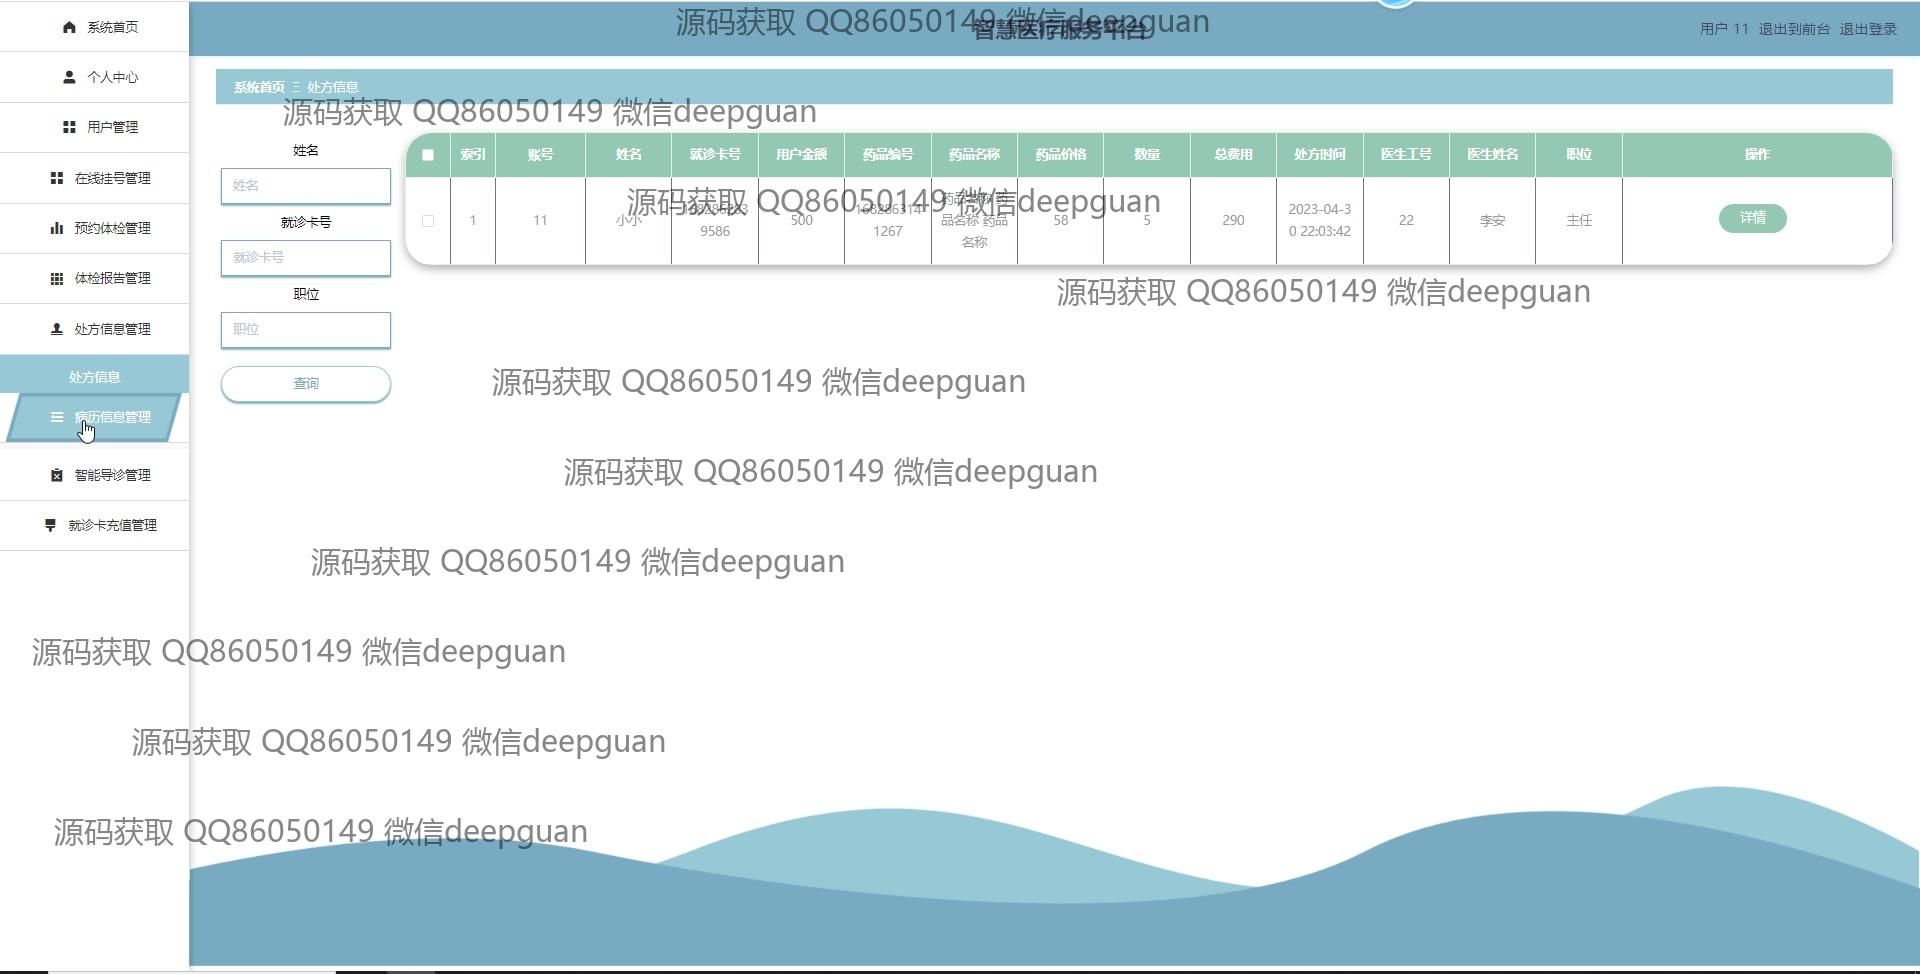 源码获取 QQ86050149 微信deepguan
智慧医疗服务平台
用户 11 退出到前台 退出登录
系统首页
个人中心
用户管理
在线挂号管理
预约体检管理
体检报告管理
处方信息管理
处方信息
病历信息管理
智能导诊管理
就诊卡充值管理
系统首页 Ξ 处方信息
源码获取 QQ86050149 微信deepguan
姓名
姓名
就诊卡号
就诊卡号
职位
职位
查询
索引 账号 姓名 就诊卡号 用户金额 药品编号 药品名称 药品价格 数量 总费用 处方时间 医生工号 医生姓名 职位 操作
源码获取 QQ86050149 微信deepguan
1 11 小小 9586 500 1267 药品名称 药品名称 药品名称 58 5 290 2023-04-30 22:03:42 22 李安 主任 详情
源码获取 QQ86050149 微信deepguan
源码获取 QQ86050149 微信deepguan
源码获取 QQ86050149 微信deepguan
源码获取 QQ86050149 微信deepguan
源码获取 QQ86050149 微信deepguan
源码获取 QQ86050149 微信deepguan
源码获取 QQ86050149 微信deepguan